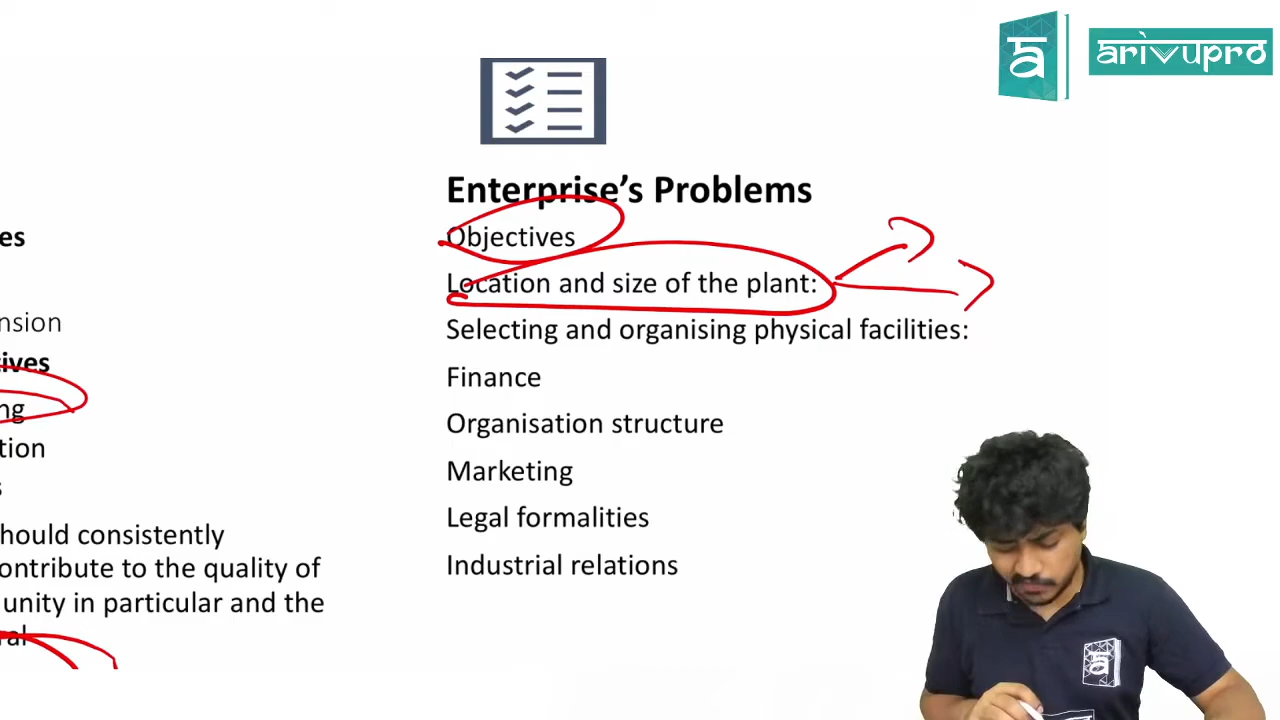 arivupro
Enterprise's Problems
Objectives
Location and size of the plant:
Selecting and organising physical facilities:
Finance
Organisation structure
Marketing
Legal formalities
Industrial relations
es
nsion
tives
ng
tion
s
hould consistently
ontribute to the quality of
unity in particular and the
ral